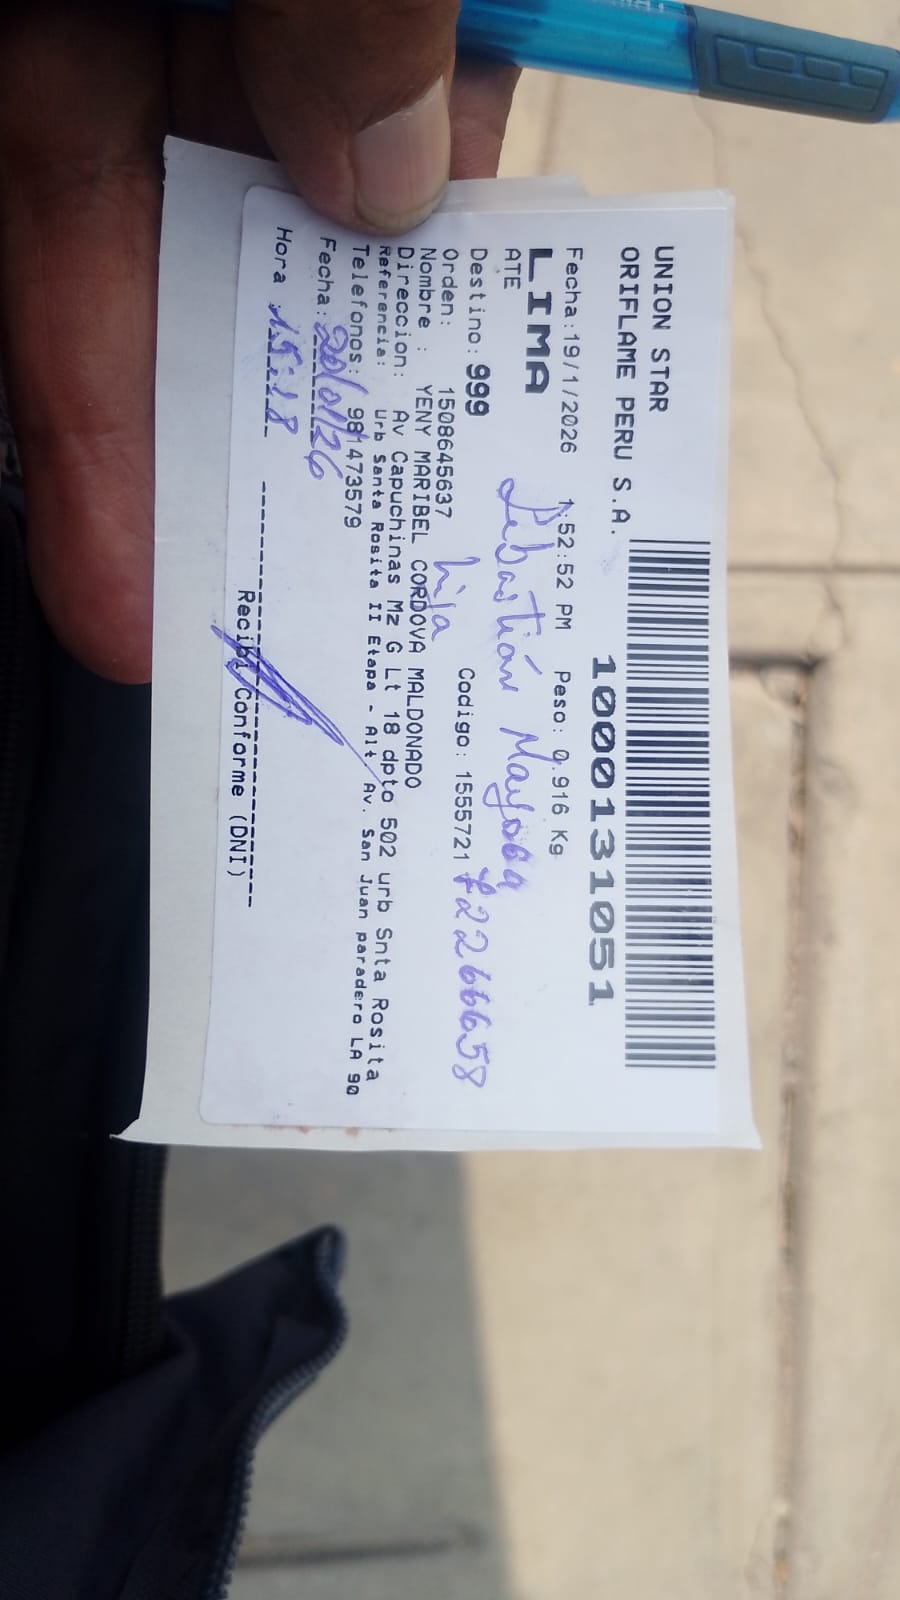 UNION STAR
ORIFLAME PERU S.A.
1000131051
Fecha:19/1/2026 1:52:52 PM Peso: 0.916 Kg
LIMA
ATE
Sebastián Mayorga
Destino: 999
Codigo: 1555721
72266658
Orden: 1508645637
hija
Nombre : YENY MARIBEL CORDOVA MALDONADO
Direccion: Av Capuchinas Mz G Lt 18 dpto 502 urb Snta Rosita
Referencia: urb Santa Rosita II Etapa - Alt. Av. San Juan paradero LA 90
Telefonos: 981473579
Fecha: 20/01/26
Hora 15:18
Recibi Conforme (DNI)